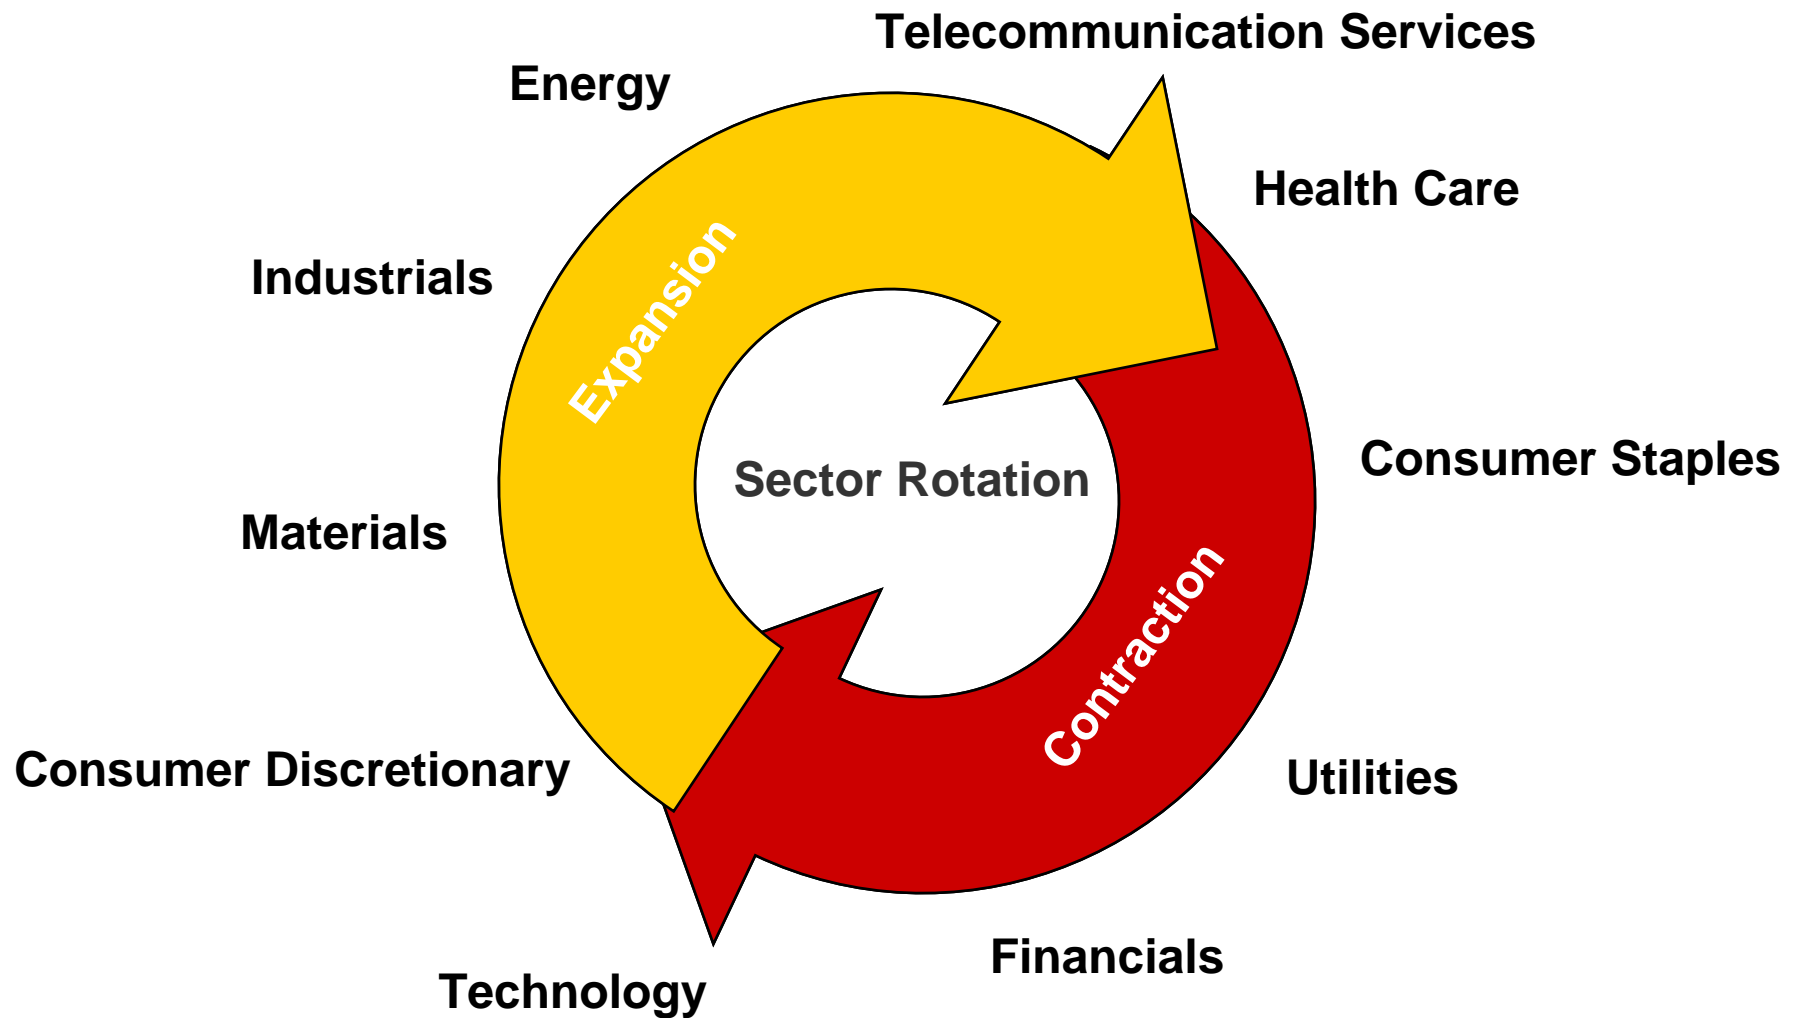 Telecommunication Services
Energy
Health Care
Industrials
Expansion
Consumer Staples
Sector Rotation
Materials
Contraction
Consumer Discretionary
Utilities
Financials
Technology